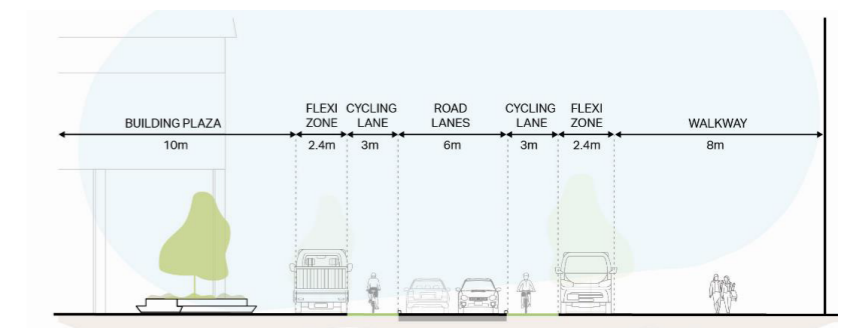 FLEXI CYCLING ROAD CYCLING FLEXI
BUILDING PLAZA ZONE LANE LANES LANE ZONE WALKWAY
10m 2.4m 3m 6m 3m 2.4m 8m